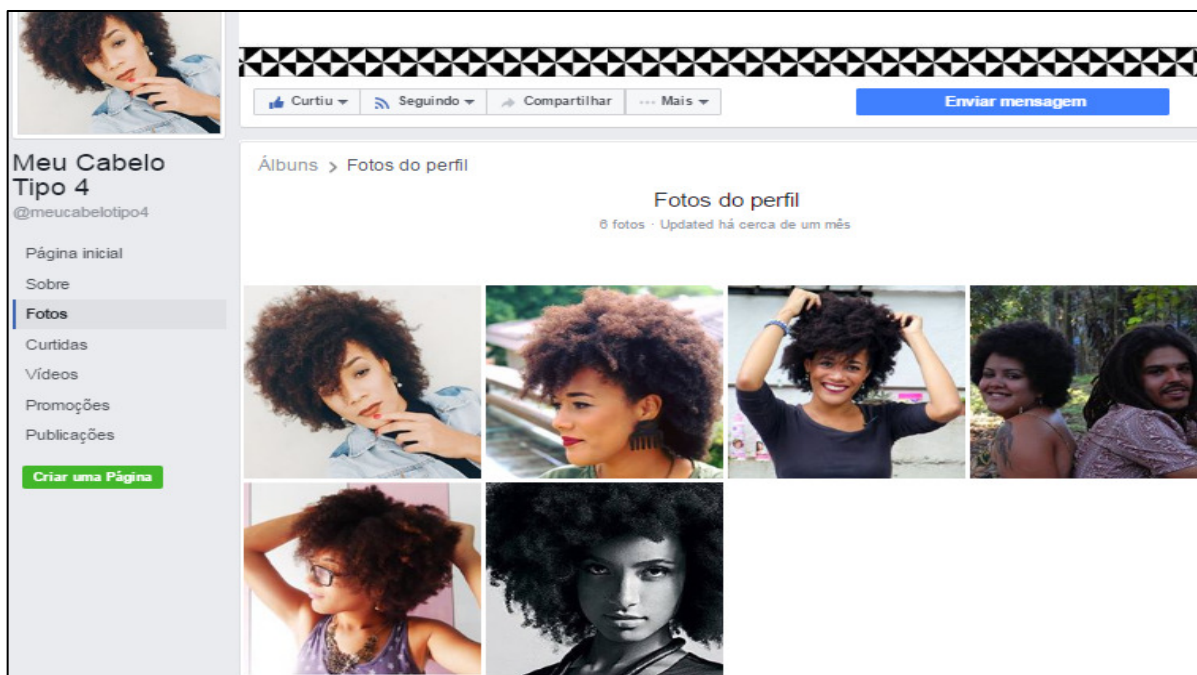 Curtiu
Seguindo
Compartilhar
Mais
Enviar mensagem
Meu Cabelo
Tipo 4
@meucabelotipo4
Página inicial
Sobre
Fotos
Curtidas
Vídeos
Promoções
Publicações
Criar uma Página
Álbuns > Fotos do perfil
Fotos do perfil
6 fotos · Updated há cerca de um mês